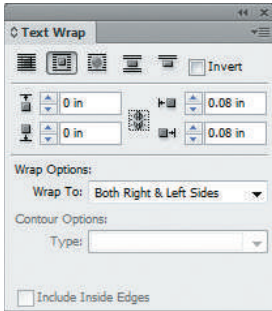 Text Wrap
Invert
0 in
0.08 in
0 in
0.08 in
Wrap Options:
Wrap To: Both Right & Left Sides
Contour Options:
Type:
Include Inside Edges